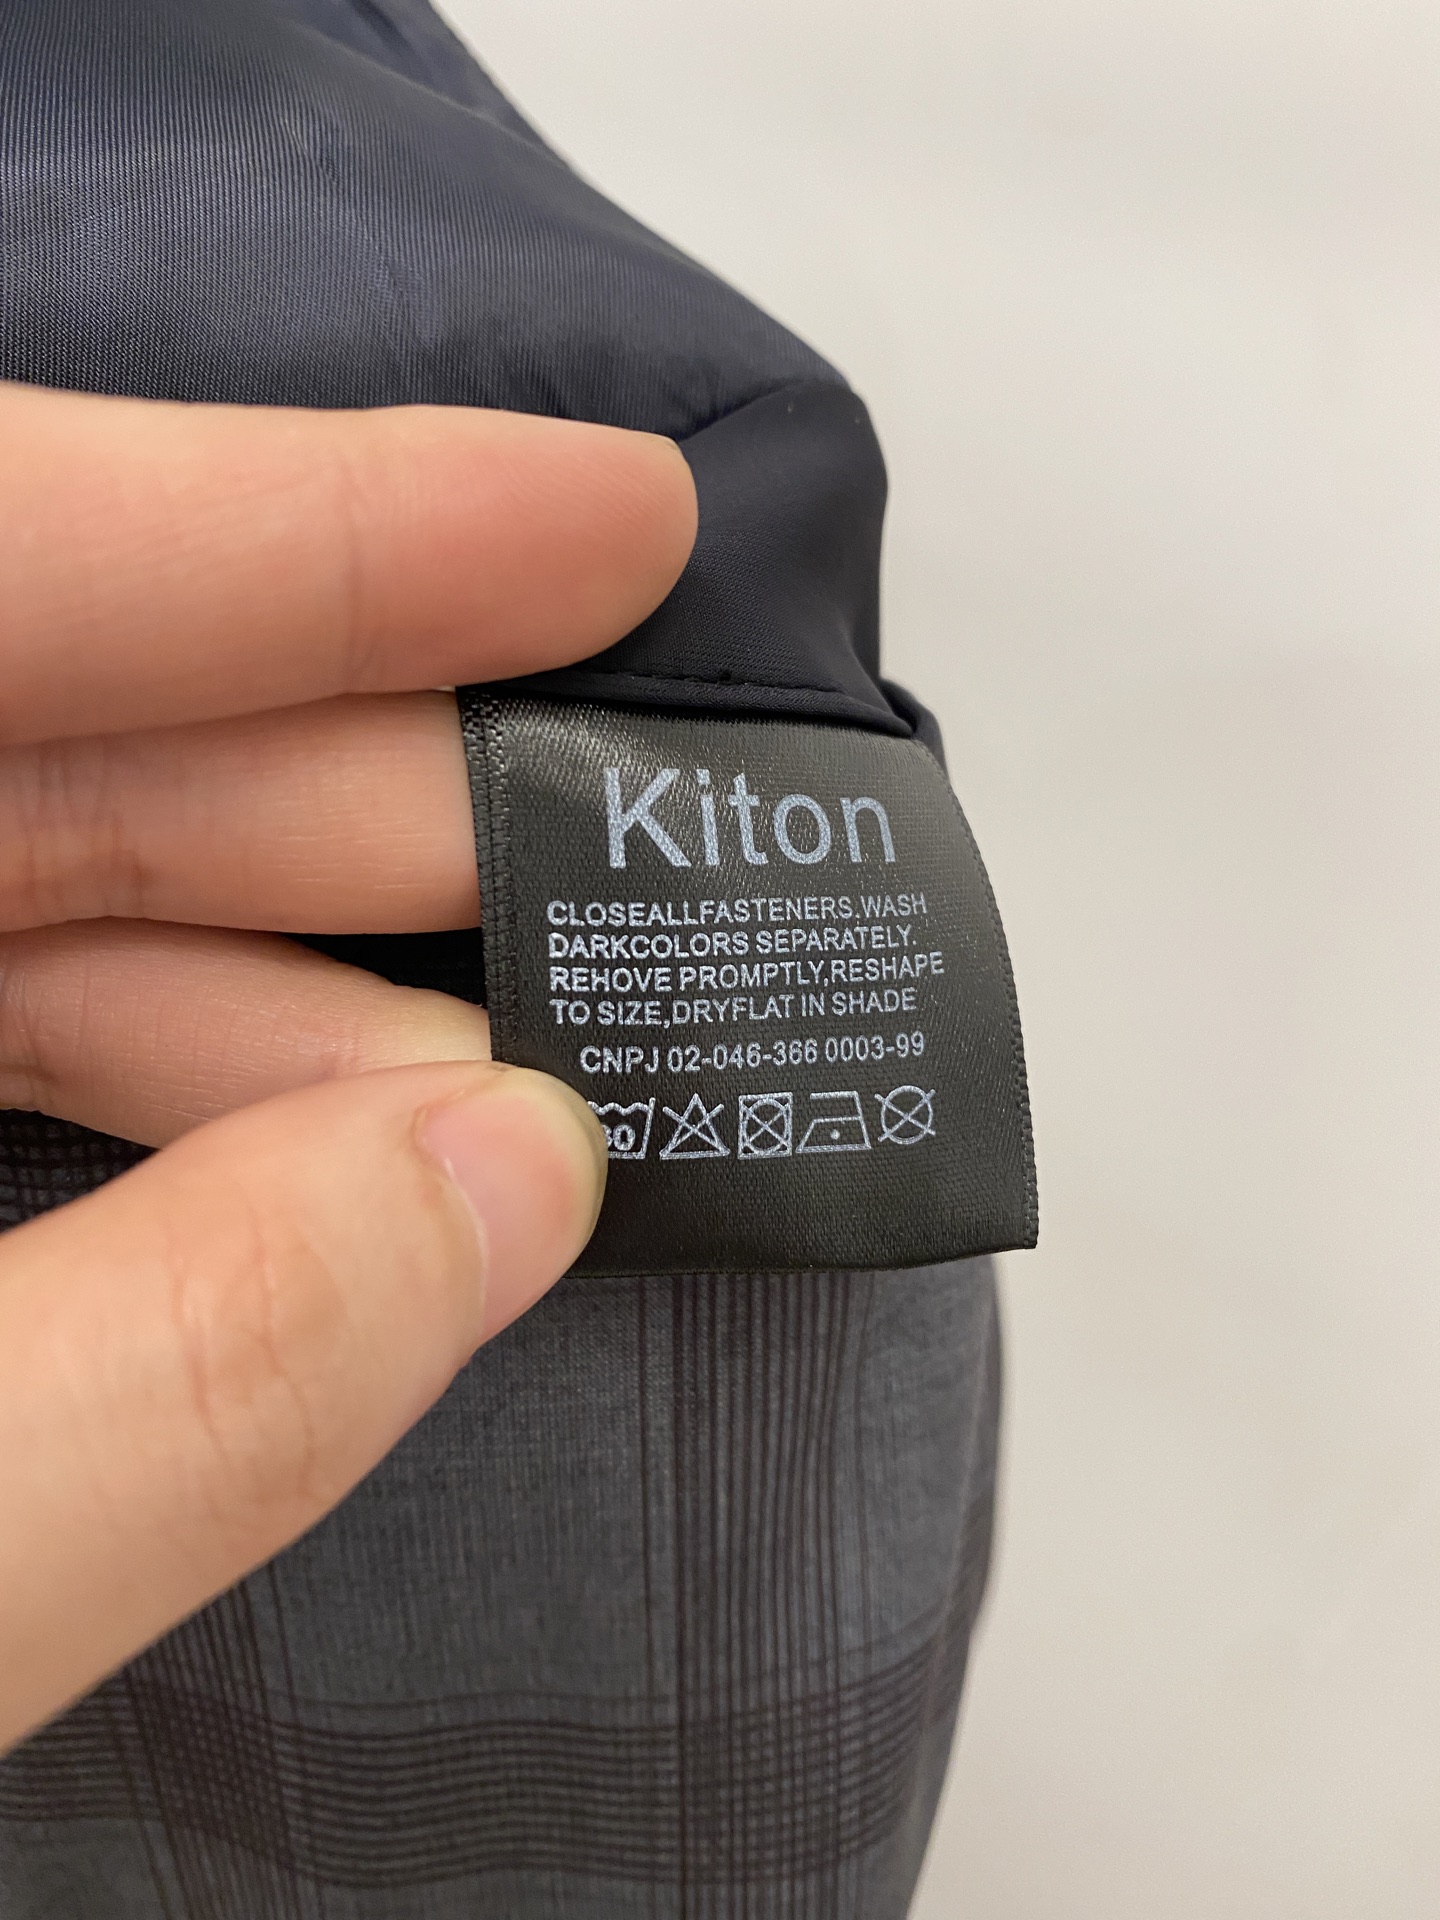 Kiton
CLOSEALLFASTENERS.WASH
DARKCOLORS SEPARATELY.
REHOVE PROMPTLY,RESHAPE
TO SIZE,DRYFLAT IN SHADE
CNPJ 02-046-366 0003-99
30